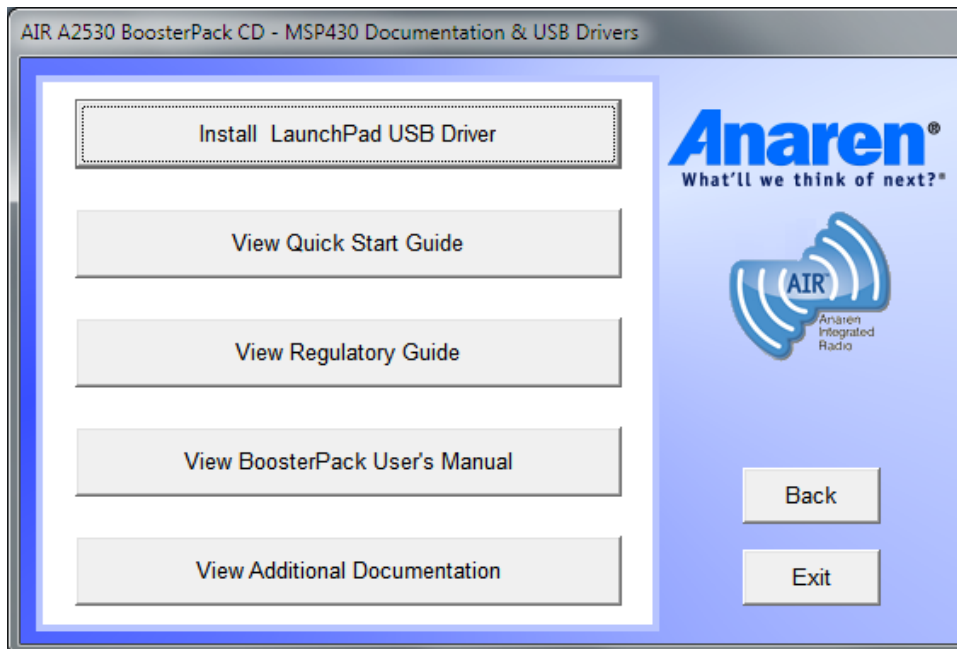 AIR A2530 BoosterPack CD - MSP430 Documentation & USB Drivers
Install LaunchPad USB Driver
View Quick Start Guide
View Regulatory Guide
View BoosterPack User's Manual
View Additional Documentation
Anaren®
What'll we think of next?®
AIR™
Anaren
Integrated
Radio
Back
Exit